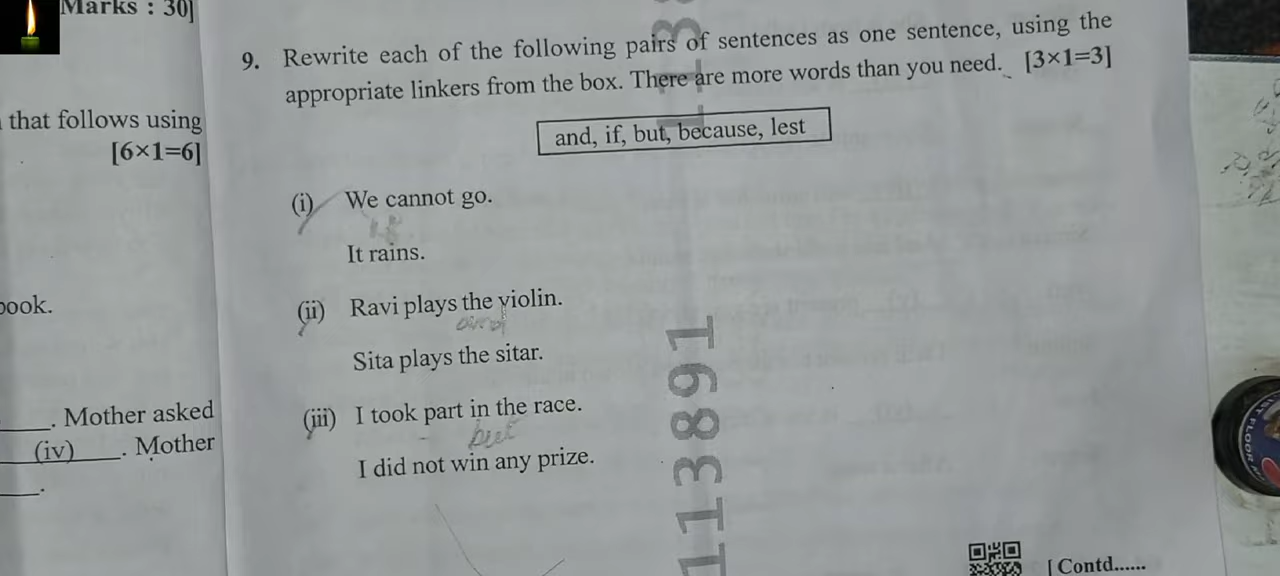 Marks : 30]
that follows using
[6×1=6]
book.
. Mother asked
(iv) . Mother
9. Rewrite each of the following pairs of sentences as one sentence, using the
appropriate linkers from the box. There are more words than you need. [3×1=3]
and, if, but, because, lest
(i) We cannot go.
if
It rains.
(ii) Ravi plays the violin.
and
Sita plays the sitar.
(iii) I took part in the race.
but
I did not win any prize.
113891
[ Contd......